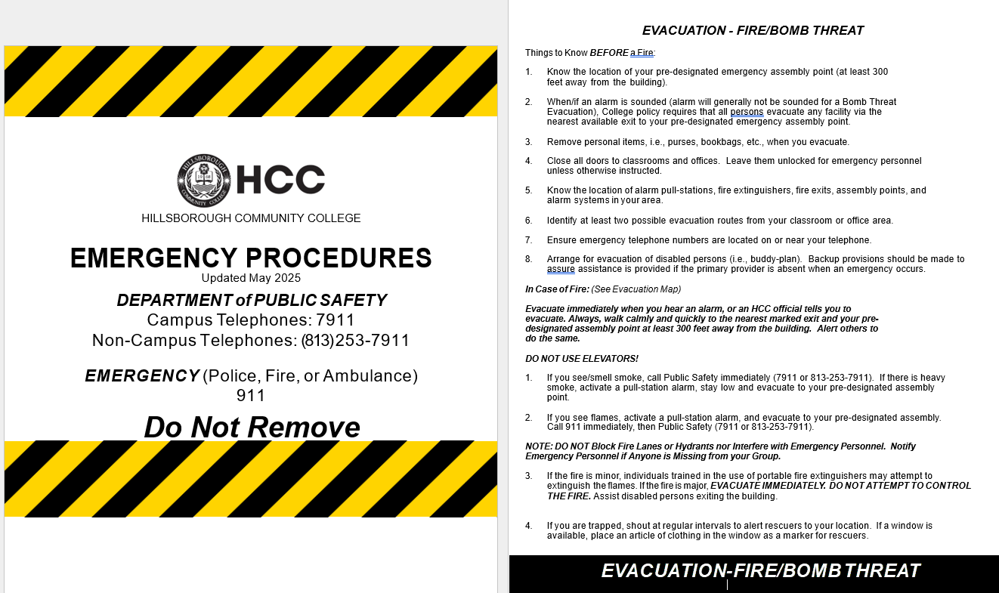 HILLSBOROUGH
1968
COMMUNITY COLLEGE
HCC
HILLSBOROUGH COMMUNITY COLLEGE
EMERGENCY PROCEDURES
Updated May 2025
DEPARTMENT of PUBLIC SAFETY
Campus Telephones: 7911
Non-Campus Telephones: (813)253-7911
EMERGENCY (Police, Fire, or Ambulance)
911
Do Not Remove
EVACUATION - FIRE/BOMB THREAT
Things to Know BEFORE a Fire:
1. Know the location of your pre-designated emergency assembly point (at least 300
feet away from the building).
2. When/if an alarm is sounded (alarm will generally not be sounded for a Bomb Threat
Evacuation), College policy requires that all persons evacuate any facility via the
nearest available exit to your pre-designated emergency assembly point.
3. Remove personal items, i.e., purses, bookbags, etc., when you evacuate.
4. Close all doors to classrooms and offices. Leave them unlocked for emergency personnel
unless otherwise instructed.
5. Know the location of alarm pull-stations, fire extinguishers, fire exits, assembly points, and
alarm systems in your area.
6. Identify at least two possible evacuation routes from your classroom or office area.
7. Ensure emergency telephone numbers are located on or near your telephone.
8. Arrange for evacuation of disabled persons (i.e., buddy-plan). Backup provisions should be made to
assure assistance is provided if the primary provider is absent when an emergency occurs.
In Case of Fire: (See Evacuation Map)
Evacuate immediately when you hear an alarm, or an HCC official tells you to
evacuate. Always, walk calmly and quickly to the nearest marked exit and your pre-
designated assembly point at least 300 feet away from the building. Alert others to
do the same.
DO NOT USE ELEVATORS!
1. If you see/smell smoke, call Public Safety immediately (7911 or 813-253-7911). If there is heavy
smoke, activate a pull-station alarm, stay low and evacuate to your pre-designated assembly
point.
2. If you see flames, activate a pull-station alarm, and evacuate to your pre-designated assembly.
Call 911 immediately, then Public Safety (7911 or 813-253-7911).
NOTE: DO NOT Block Fire Lanes or Hydrants nor Interfere with Emergency Personnel. Notify
Emergency Personnel if Anyone is Missing from your Group.
3. If the fire is minor, individuals trained in the use of portable fire extinguishers may attempt to
extinguish the flames. If the fire is major, EVACUATE IMMEDIATELY. DO NOT ATTEMPT TO CONTROL
THE FIRE. Assist disabled persons exiting the building.
4. If you are trapped, shout at regular intervals to alert rescuers to your location. If a window is
available, place an article of clothing in the window as a marker for rescuers.
EVACUATION-FIRE/BOMB THREAT